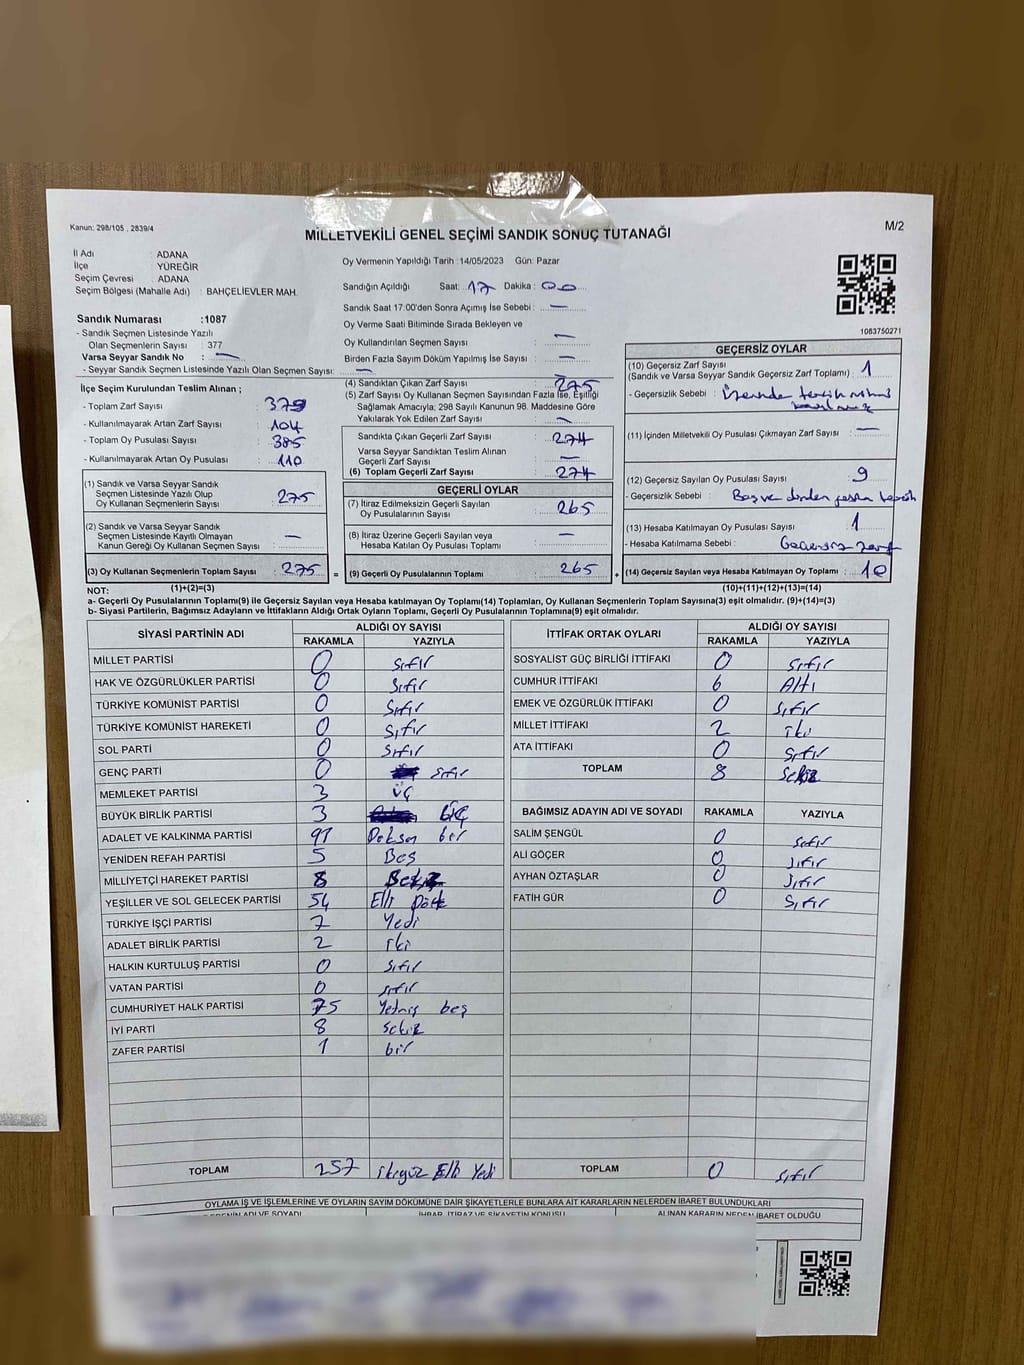 Kanun: 298/105 , 2839/4
M/2
MİLLETVEKİLİ GENEL SEÇİMİ SANDIK SONUÇ TUTANAĞI
İl Adı : ADANA
İlçe YÜREĞİR
Seçim Çevresi : ADANA
Seçim Bölgesi (Mahalle Adı) : BAHÇELİEVLER MAH.
Sandık Numarası :1087
- Sandık Seçmen Listesinde Yazılı
Olan Seçmenlerin Sayısı : 377
Varsa Seyyar Sandık No : —
- Seyyar Sandık Seçmen Listesinde Yazılı Olan Seçmen Sayısı: —
Oy Vermenin Yapıldığı Tarih :14/05/2023 Gün: Pazar
Sandığın Açıldığı Saat: 17 Dakika : 00
Sandık Saat 17:00'den Sonra Açılmış İse Sebebi : —
Oy Verme Saati Bitiminde Sırada Bekleyen ve
Oy Kullandırılan Seçmen Sayısı —
Birden Fazla Sayım Döküm Yapılmış İse Sayısı : —
1083750271
İlçe Seçim Kurulundan Teslim Alınan ;
- Toplam Zarf Sayısı : 379
- Kullanılmayarak Artan Zarf Sayısı : 104
- Toplam Oy Pusulası Sayısı : 385
- Kullanılmayarak Artan Oy Pusulası : 110
(1) Sandık ve Varsa Seyyar Sandık
Seçmen Listesinde Yazılı Olup
Oy Kullanan Seçmenlerin Sayısı : 275
(2) Sandık ve Varsa Seyyar Sandık
Seçmen Listesinde Kayıtlı Olmayan
Kanun Gereği Oy Kullanan Seçmen Sayısı : —
(3) Oy Kullanan Seçmenlerin Toplam Sayısı : 275 =
(4) Sandıktan Çıkan Zarf Sayısı : 275
(5) Zarf Sayısı Oy Kullanan Seçmen Sayısından Fazla İse, Eşitliği
Sağlamak Amacıyla; 298 Sayılı Kanunun 98. Maddesine Göre
Yakılarak Yok Edilen Zarf Sayısı : —
Sandıkta Çıkan Geçerli Zarf Sayısı : 274
Varsa Seyyar Sandıktan Teslim Alınan
Geçerli Zarf Sayısı : —
(6) Toplam Geçerli Zarf Sayısı : 274
GEÇERLİ OYLAR
(7) İtiraz Edilmeksizin Geçerli Sayılan
Oy Pusulalarının Sayısı : 265
(8) İtiraz Üzerine Geçerli Sayılan veya
Hesaba Katılan Oy Pusulası Toplamı : —
(9) Geçerli Oy Pusulalarının Toplamı : 265 +
GEÇERSİZ OYLAR
(10) Geçersiz Zarf Sayısı
(Sandık ve Varsa Seyyar Sandık Geçersiz Zarf Toplamı) : 1
- Geçersizlik Sebebi : Üzerinde
(11) İçinden Milletvekili Oy Pusulası Çıkmayan Zarf Sayısı : —
(12) Geçersiz Sayılan Oy Pusulası Sayısı : 9
- Geçersizlik Sebebi : fazla tercih
(13) Hesaba Katılmayan Oy Pusulası Sayısı : 1
- Hesaba Katılmama Sebebi : Geçersiz zarf
(14) Geçersiz Sayılan veya Hesaba Katılmayan Oy Toplamı : 10
NOT: (1)+(2)=(3) (10)+(11)+(12)+(13)=(14)
a- Geçerli Oy Pusulalarının Toplamı(9) ile Geçersiz Sayılan veya Hesaba katılmayan Oy Toplamı(14) Toplamları, Oy Kullanan Seçmenlerin Toplam Sayısına(3) eşit olmalıdır. (9)+(14)=(3)
b- Siyasi Partilerin, Bağımsız Adayların ve İttifakların Aldığı Ortak Oyların Toplamı, Geçerli Oy Pusulalarının Toplamına(9) eşit olmalıdır.
SİYASİ PARTİNİN ADI ALDIĞI OY SAYISI
RAKAMLA YAZIYLA
MİLLET PARTİSİ 0 Sıfır
HAK VE ÖZGÜRLÜKLER PARTİSİ 0 Sıfır
TÜRKİYE KOMÜNİST PARTİSİ 0 Sıfır
TÜRKİYE KOMÜNİST HAREKETİ 0 Sıfır
SOL PARTİ 0 Sıfır
GENÇ PARTİ 0 Sıfır
MEMLEKET PARTİSİ 3 üç
BÜYÜK BİRLİK PARTİSİ 3 ÜÇ
ADALET VE KALKINMA PARTİSİ 91 Doksan bir
YENİDEN REFAH PARTİSİ 5 Beş
MİLLİYETÇİ HAREKET PARTİSİ 8 Sekiz
YEŞİLLER VE SOL GELECEK PARTİSİ 54 Elli Dört
TÜRKİYE İŞÇİ PARTİSİ 7 Yedi
ADALET BİRLİK PARTİSİ 2 iki
HALKIN KURTULUŞ PARTİSİ 0 Sıfır
VATAN PARTİSİ 0 sıfır
CUMHURİYET HALK PARTİSİ 75 Yetmiş beş
İYİ PARTİ 8 sekiz
ZAFER PARTİSİ 1 bir
TOPLAM 257 ikiyüz Elli Yedi
İTTİFAK ORTAK OYLARI ALDIĞI OY SAYISI
RAKAMLA YAZIYLA
SOSYALİST GÜÇ BİRLİĞİ İTTİFAKI 0 Sıfır
CUMHUR İTTİFAKI 6 Altı
EMEK VE ÖZGÜRLÜK İTTİFAKI 0 Sıfır
MİLLET İTTİFAKI 2 iki
ATA İTTİFAKI 0 Sıfır
TOPLAM 8 Sekiz
BAĞIMSIZ ADAYIN ADI VE SOYADI RAKAMLA YAZIYLA
SALİM ŞENGÜL 0 sıfır
ALİ GÖÇER 0 Sıfır
AYHAN ÖZTAŞLAR 0 Sıfır
FATİH GÜR 0 Sıfır
TOPLAM 0 sıfır
OYLAMA İŞ VE İŞLEMLERİNE VE OYLARIN SAYIM DÖKÜMÜNE DAİR ŞİKAYETLERLE BUNLARA AİT KARARLARIN NELERDEN İBARET BULUNDUKLARI
ADI VE SOYADI İHBAR, İTİRAZ VE ŞİKAYETİN KONUSU ALINAN KARARIN NEDEN İBARET OLDUĞU